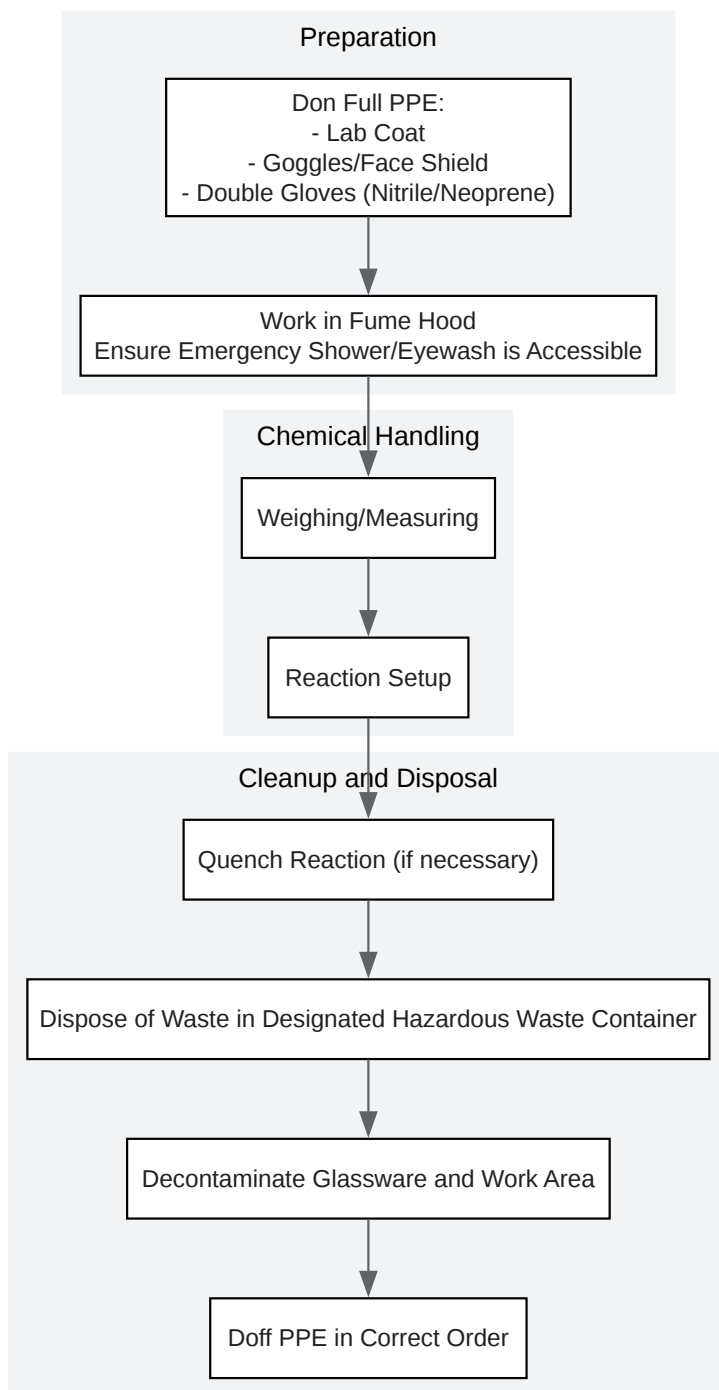 Preparation
Don Full PPE:
- Lab Coat
- Goggles/Face Shield
- Double Gloves (Nitrile/Neoprene)
Work in Fume Hood
Ensure Emergency Shower/Eyewash is Accessible
Chemical Handling
Weighing/Measuring
Reaction Setup
Cleanup and Disposal
Quench Reaction (if necessary)
Dispose of Waste in Designated Hazardous Waste Container
Decontaminate Glassware and Work Area
Doff PPE in Correct Order